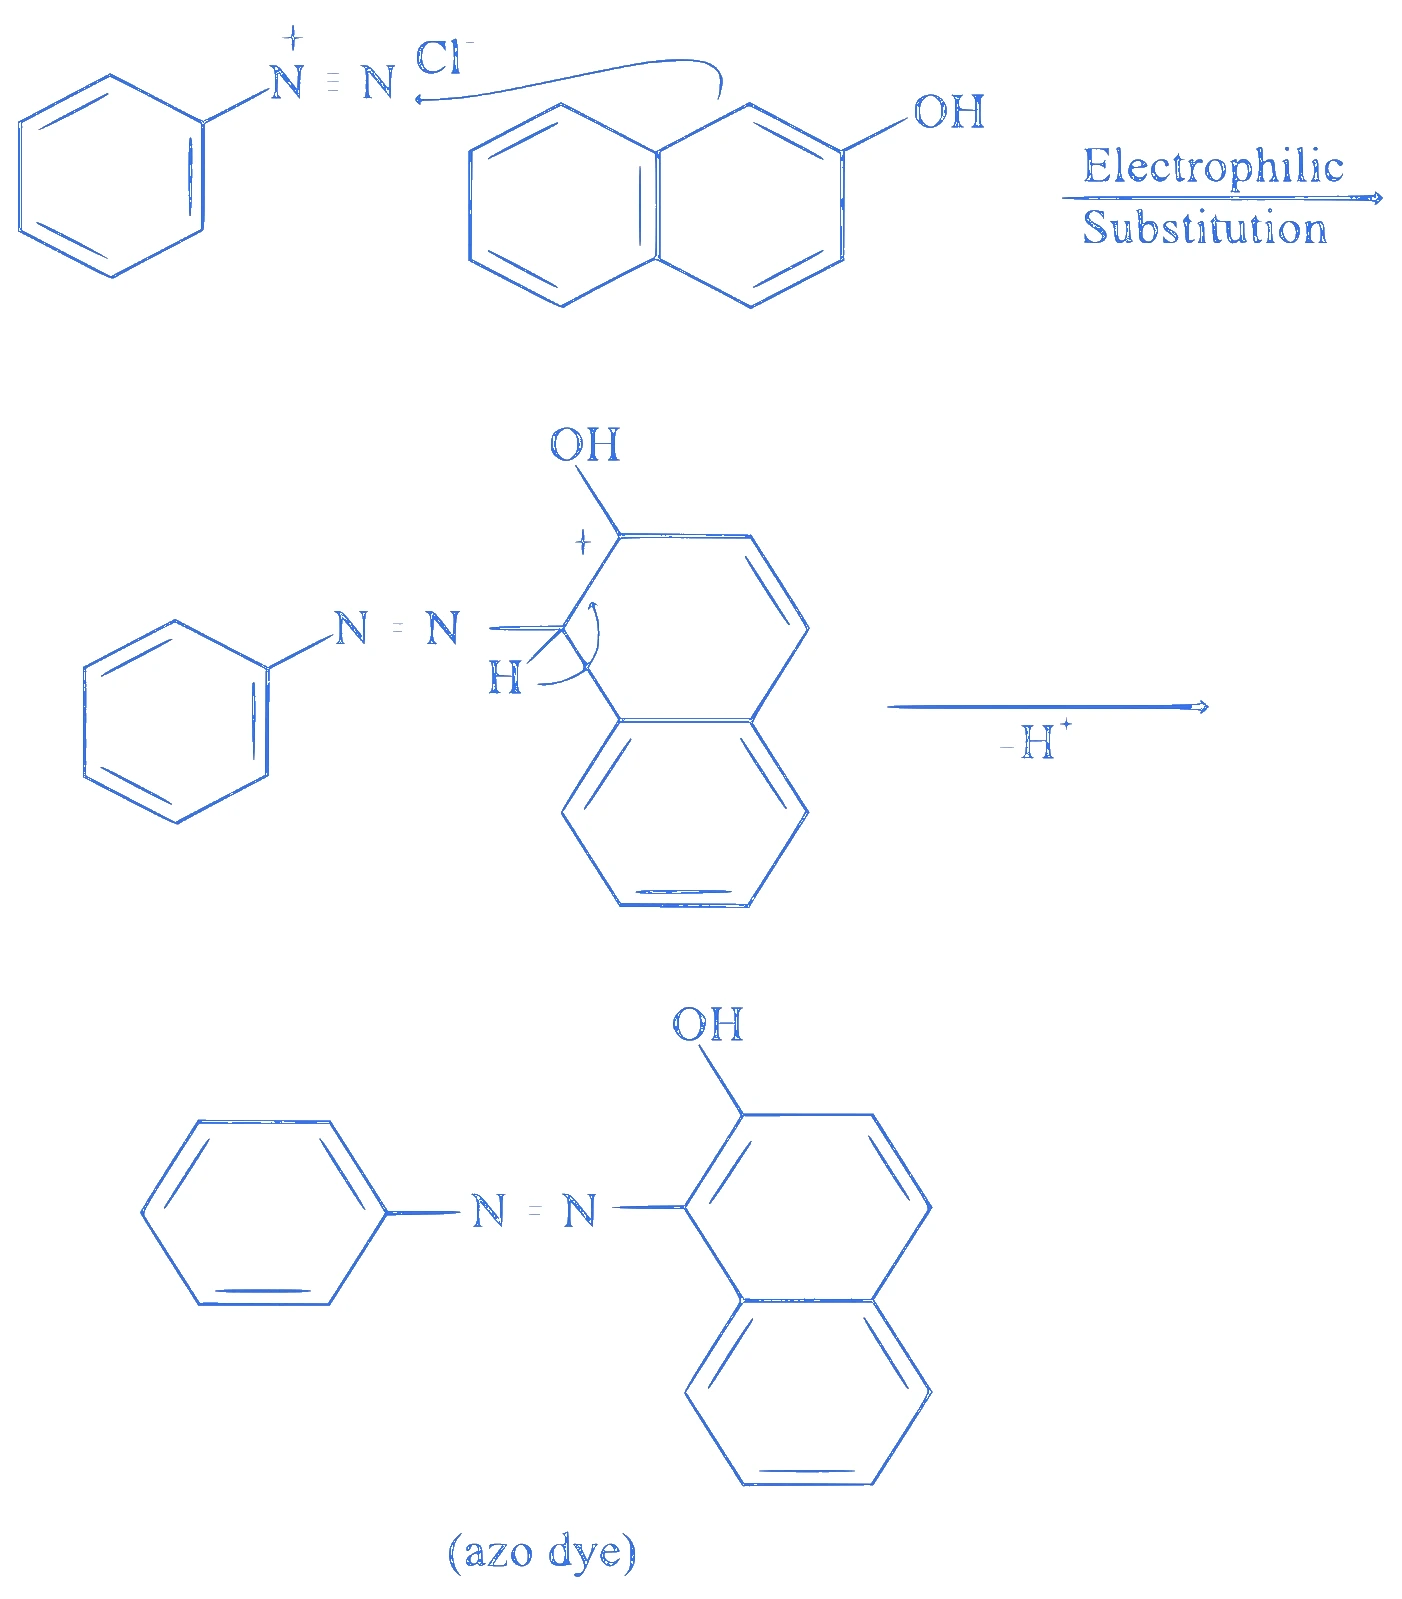 +
N ≡ N Cl⁻
OH
Electrophilic
Substitution
OH
+
N = N
H
-H⁺
OH
N = N
(azo dye)